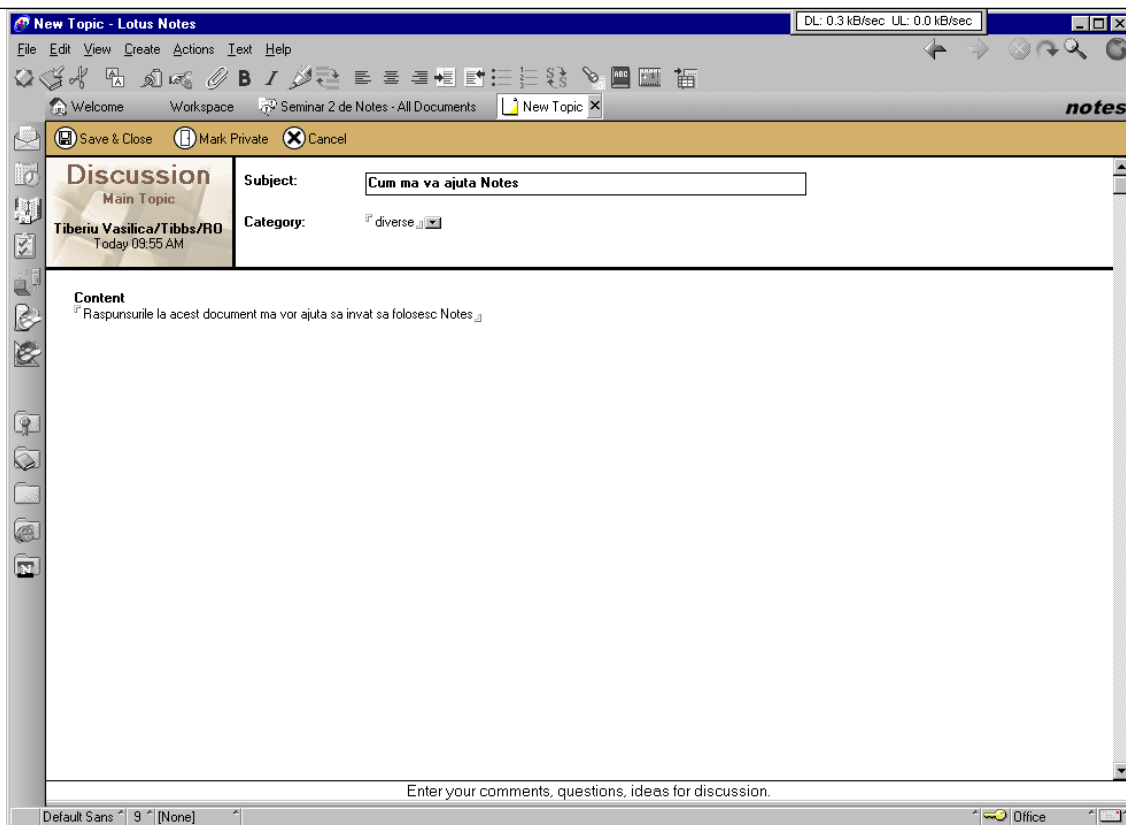 New Topic - Lotus Notes
DL: 0.3 kB/sec UL: 0.0 kB/sec
File Edit View Create Actions Text Help
B I
ABC
Welcome Workspace Seminar 2 de Notes - All Documents New Topic
notes
Save & Close Mark Private Cancel
Discussion
Main Topic
Tiberiu Vasilica/Tibbs/RO
Today 09:55 AM
Subject: Cum ma va ajuta Notes
Category: diverse
Content
Raspunsurile la acest document ma vor ajuta sa invat sa folosesc Notes
Enter your comments, questions, ideas for discussion.
Default Sans 9 [None] Office